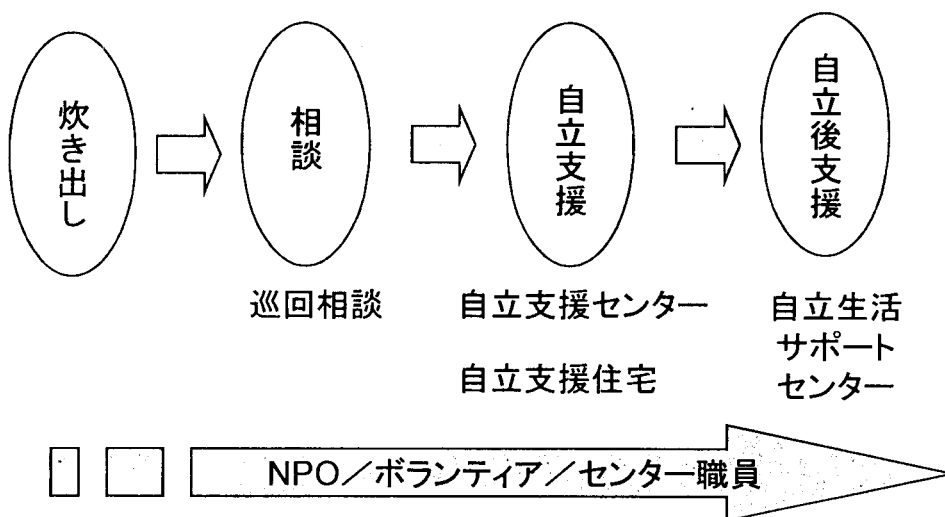 炊き出し
相談
自立支援
自立後支援
巡回相談
自立支援センター
自立支援住宅
自立生活
サポート
センター
NPO／ボランティア／センター職員